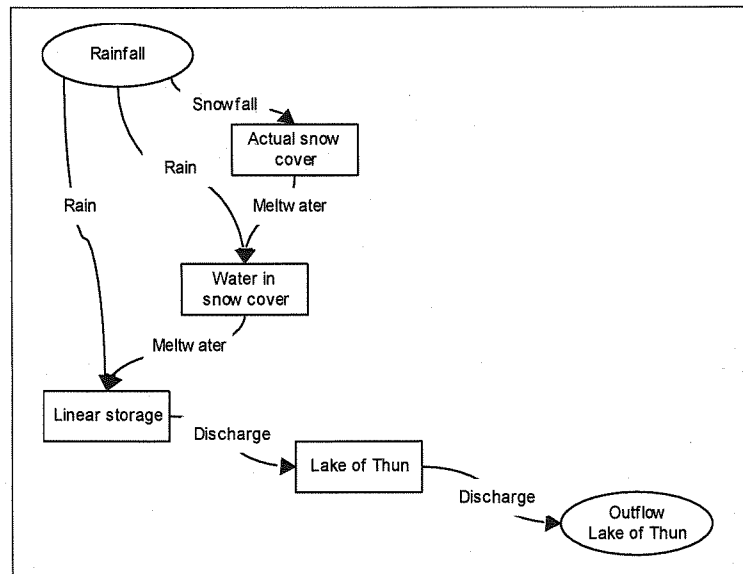 Rainfall
Snowfall
Actual snow
cover
Rain
Rain
Meltwater
Water in
snow cover
Meltwater
Linear storage
Discharge
Lake of Thun
Discharge
Outflow
Lake of Thun